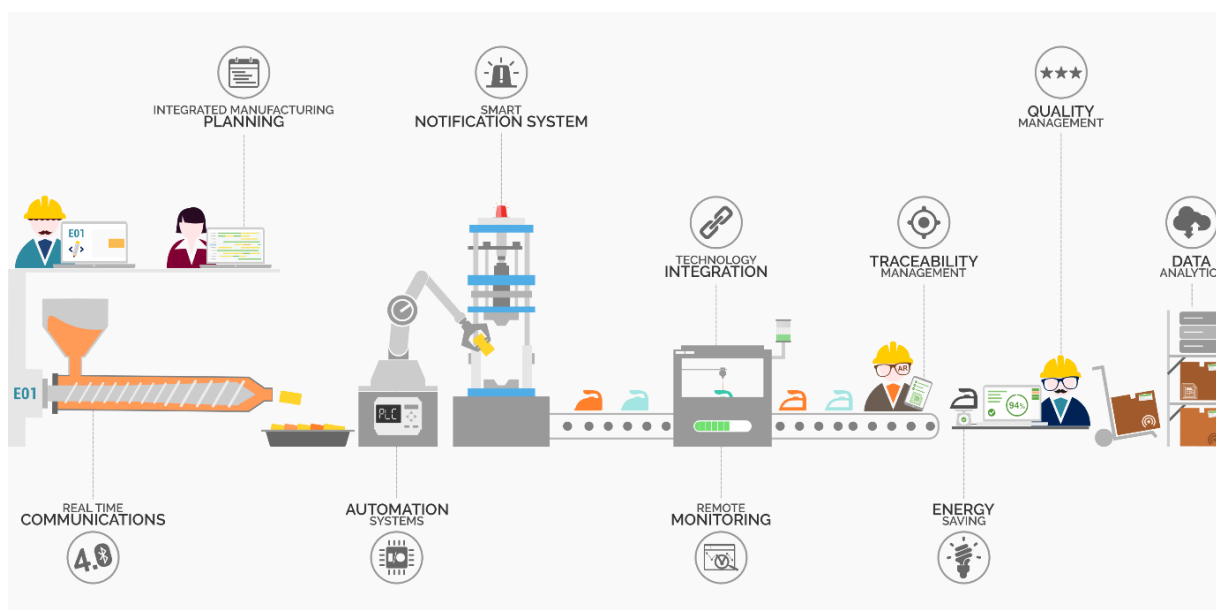 INTEGRATED MANUFACTURING
PLANNING
SMART
NOTIFICATION SYSTEM
QUALITY
MANAGEMENT
E01
TECHNOLOGY
INTEGRATION
TRACEABILITY
MANAGEMENT
DATA
ANALYTIC
E01
PLC
AR
94%
REAL TIME
COMMUNICATIONS
4.0
AUTOMATION
SYSTEMS
I/O
REMOTE
MONITORING
V
ENERGY
SAVING